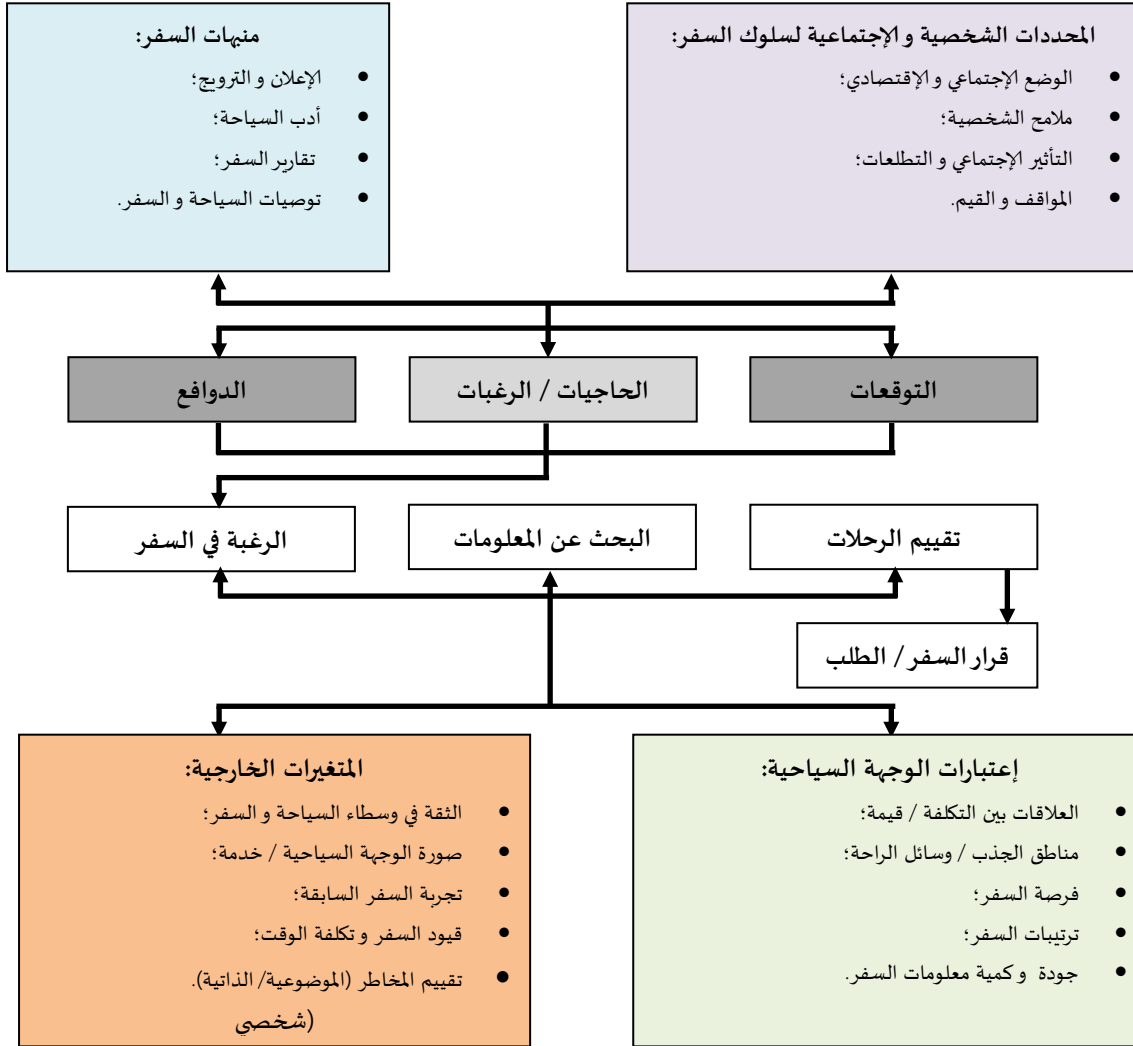 المحددات الشخصية و الإجتماعية لسلوك السفر:
• الوضع الإجتماعي و الإقتصادي؛
• ملامح الشخصية؛
• التأثير الإجتماعي و التطلعات؛
• المواقف و القيم.
منبهات السفر:
• الإعلان و الترويج؛
• أدب السياحة؛
• تقارير السفر؛
• توصيات السياحة و السفر.
التوقعات
الحاجيات / الرغبات
الدوافع
تقييم الرحلات
البحث عن المعلومات
الرغبة في السفر
قرار السفر / الطلب
إعتبارات الوجهة السياحية:
• العلاقات بين التكلفة / قيمة؛
• مناطق الجذب / وسائل الراحة؛
• فرصة السفر؛
• ترتيبات السفر؛
• جودة و كمية معلومات السفر.
المتغيرات الخارجية:
• الثقة في وسطاء السياحة و السفر؛
• صورة الوجهة السياحية / خدمة؛
• تجربة السفر السابقة؛
• قيود السفر و تكلفة الوقت؛
• تقييم المخاطر (الموضوعية/ الذاتية).
(شخصي